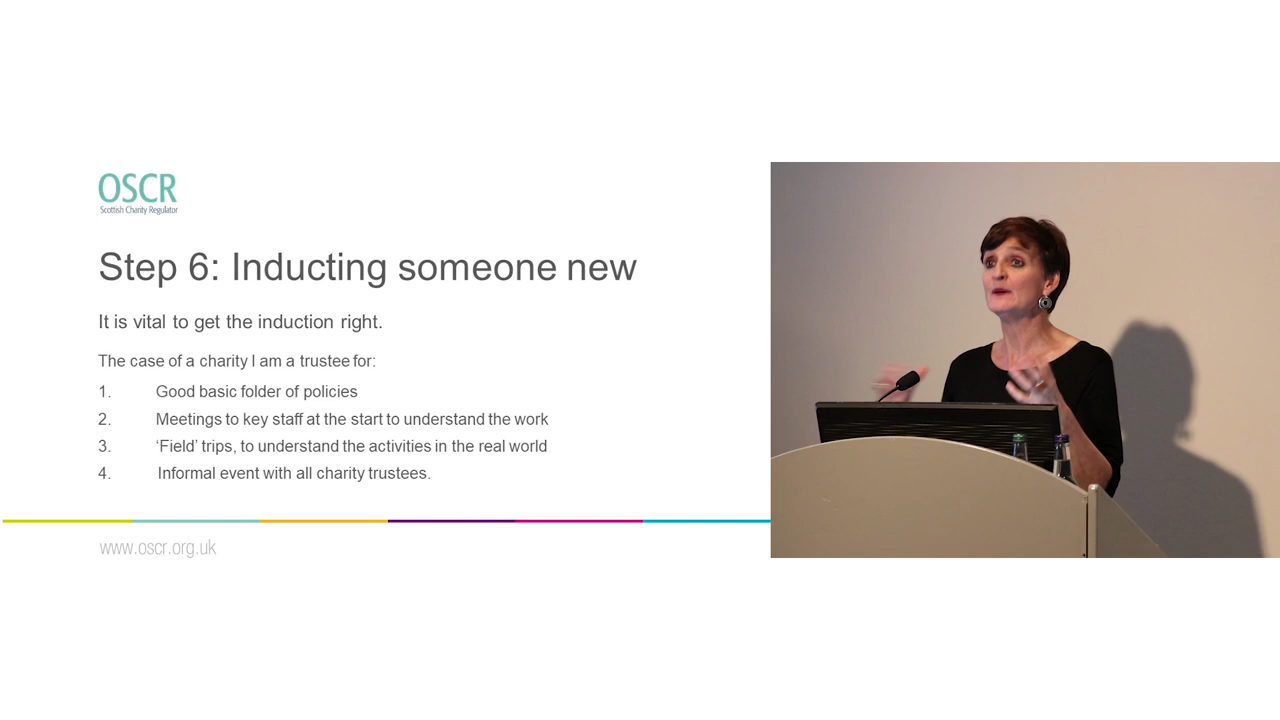 OSCR
Scottish Charity Regulator
Step 6: Inducting someone new
It is vital to get the induction right.
The case of a charity I am a trustee for:
1. Good basic folder of policies
2. Meetings to key staff at the start to understand the work
3. ‘Field’ trips, to understand the activities in the real world
4. Informal event with all charity trustees.
www.oscr.org.uk